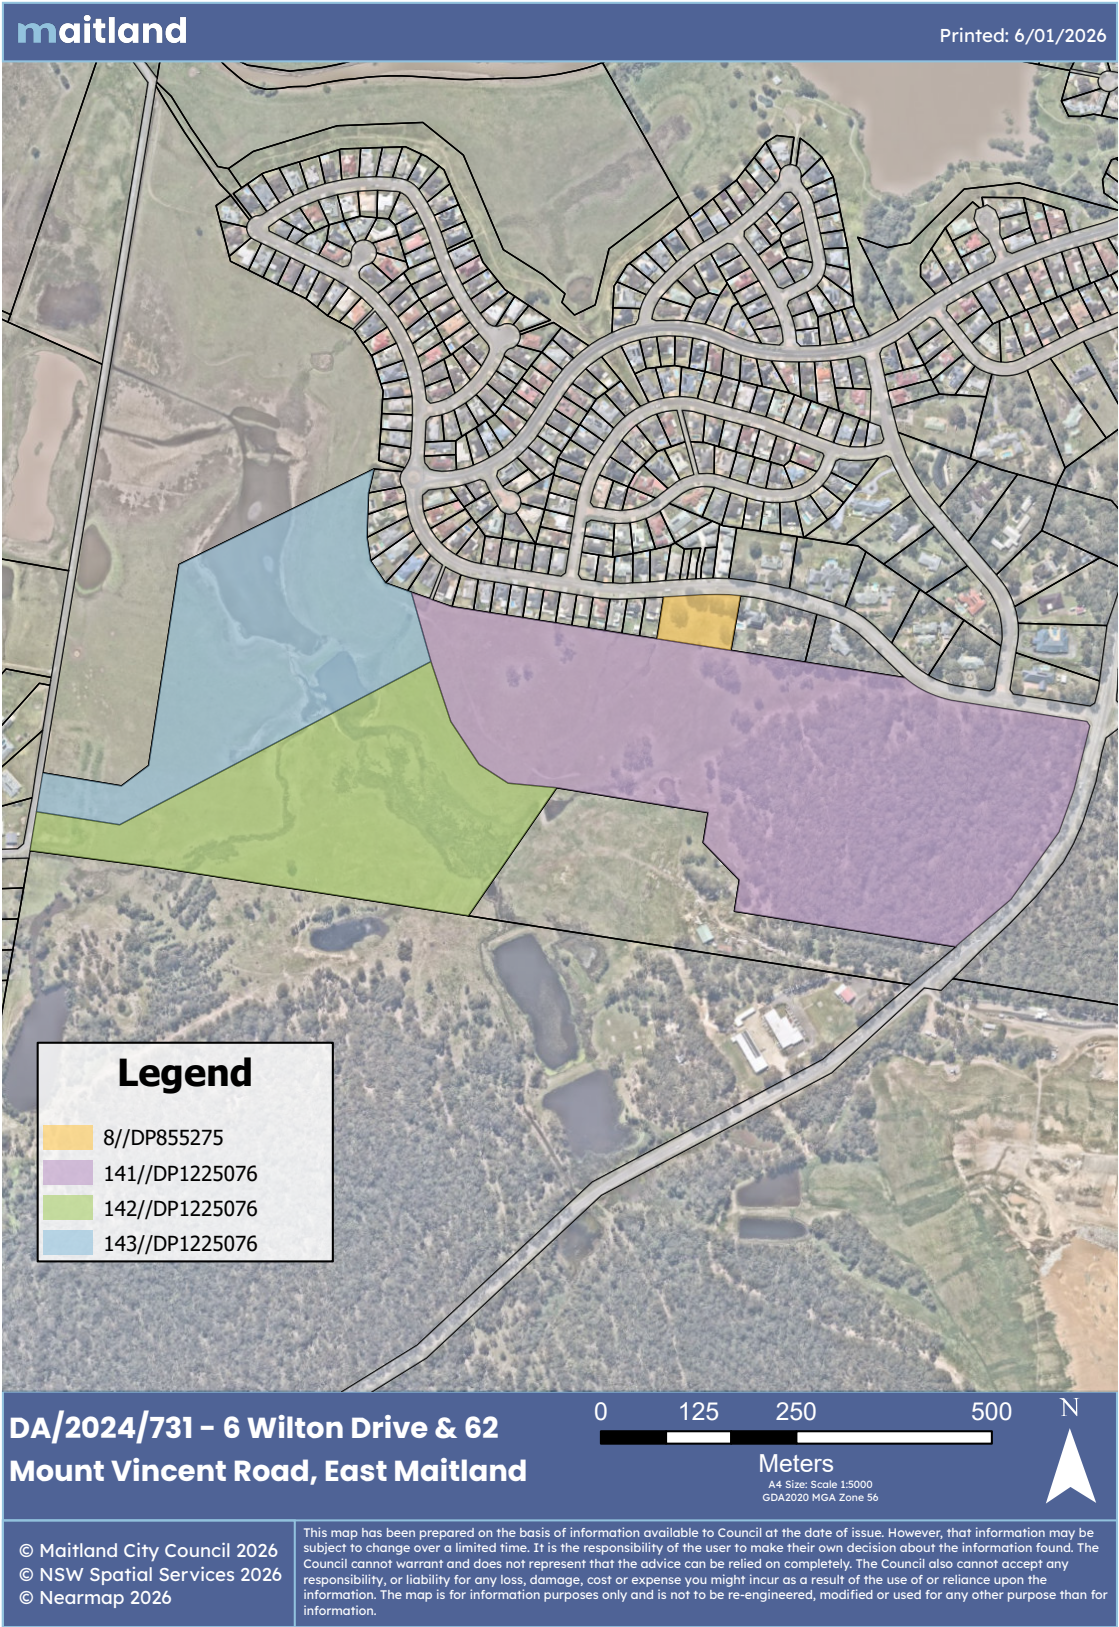 maitland
Printed: 6/01/2026
Legend
8//DP855275
141//DP1225076
142//DP1225076
143//DP1225076
DA/2024/731 - 6 Wilton Drive & 62
Mount Vincent Road, East Maitland
0 125 250 500
Meters
A4 Size: Scale 1:5000
GDA2020 MGA Zone 56
N
© Maitland City Council 2026
© NSW Spatial Services 2026
© Nearmap 2026
This map has been prepared on the basis of information available to Council at the date of issue. However, that information may be
subject to change over a limited time. It is the responsibility of the user to make their own decision about the information found. The
Council cannot warrant and does not represent that the advice can be relied on completely. The Council also cannot accept any
responsibility, or liability for any loss, damage, cost or expense you might incur as a result of the use of or reliance upon the
information. The map is for information purposes only and is not to be re-engineered, modified or used for any other purpose than for
information.